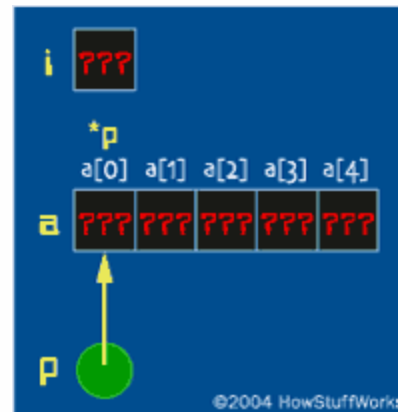 i ???
*p
a[0] a[1] a[2] a[3] a[4]
a ??? ??? ??? ??? ???
p
©2004 HowStuffWorks